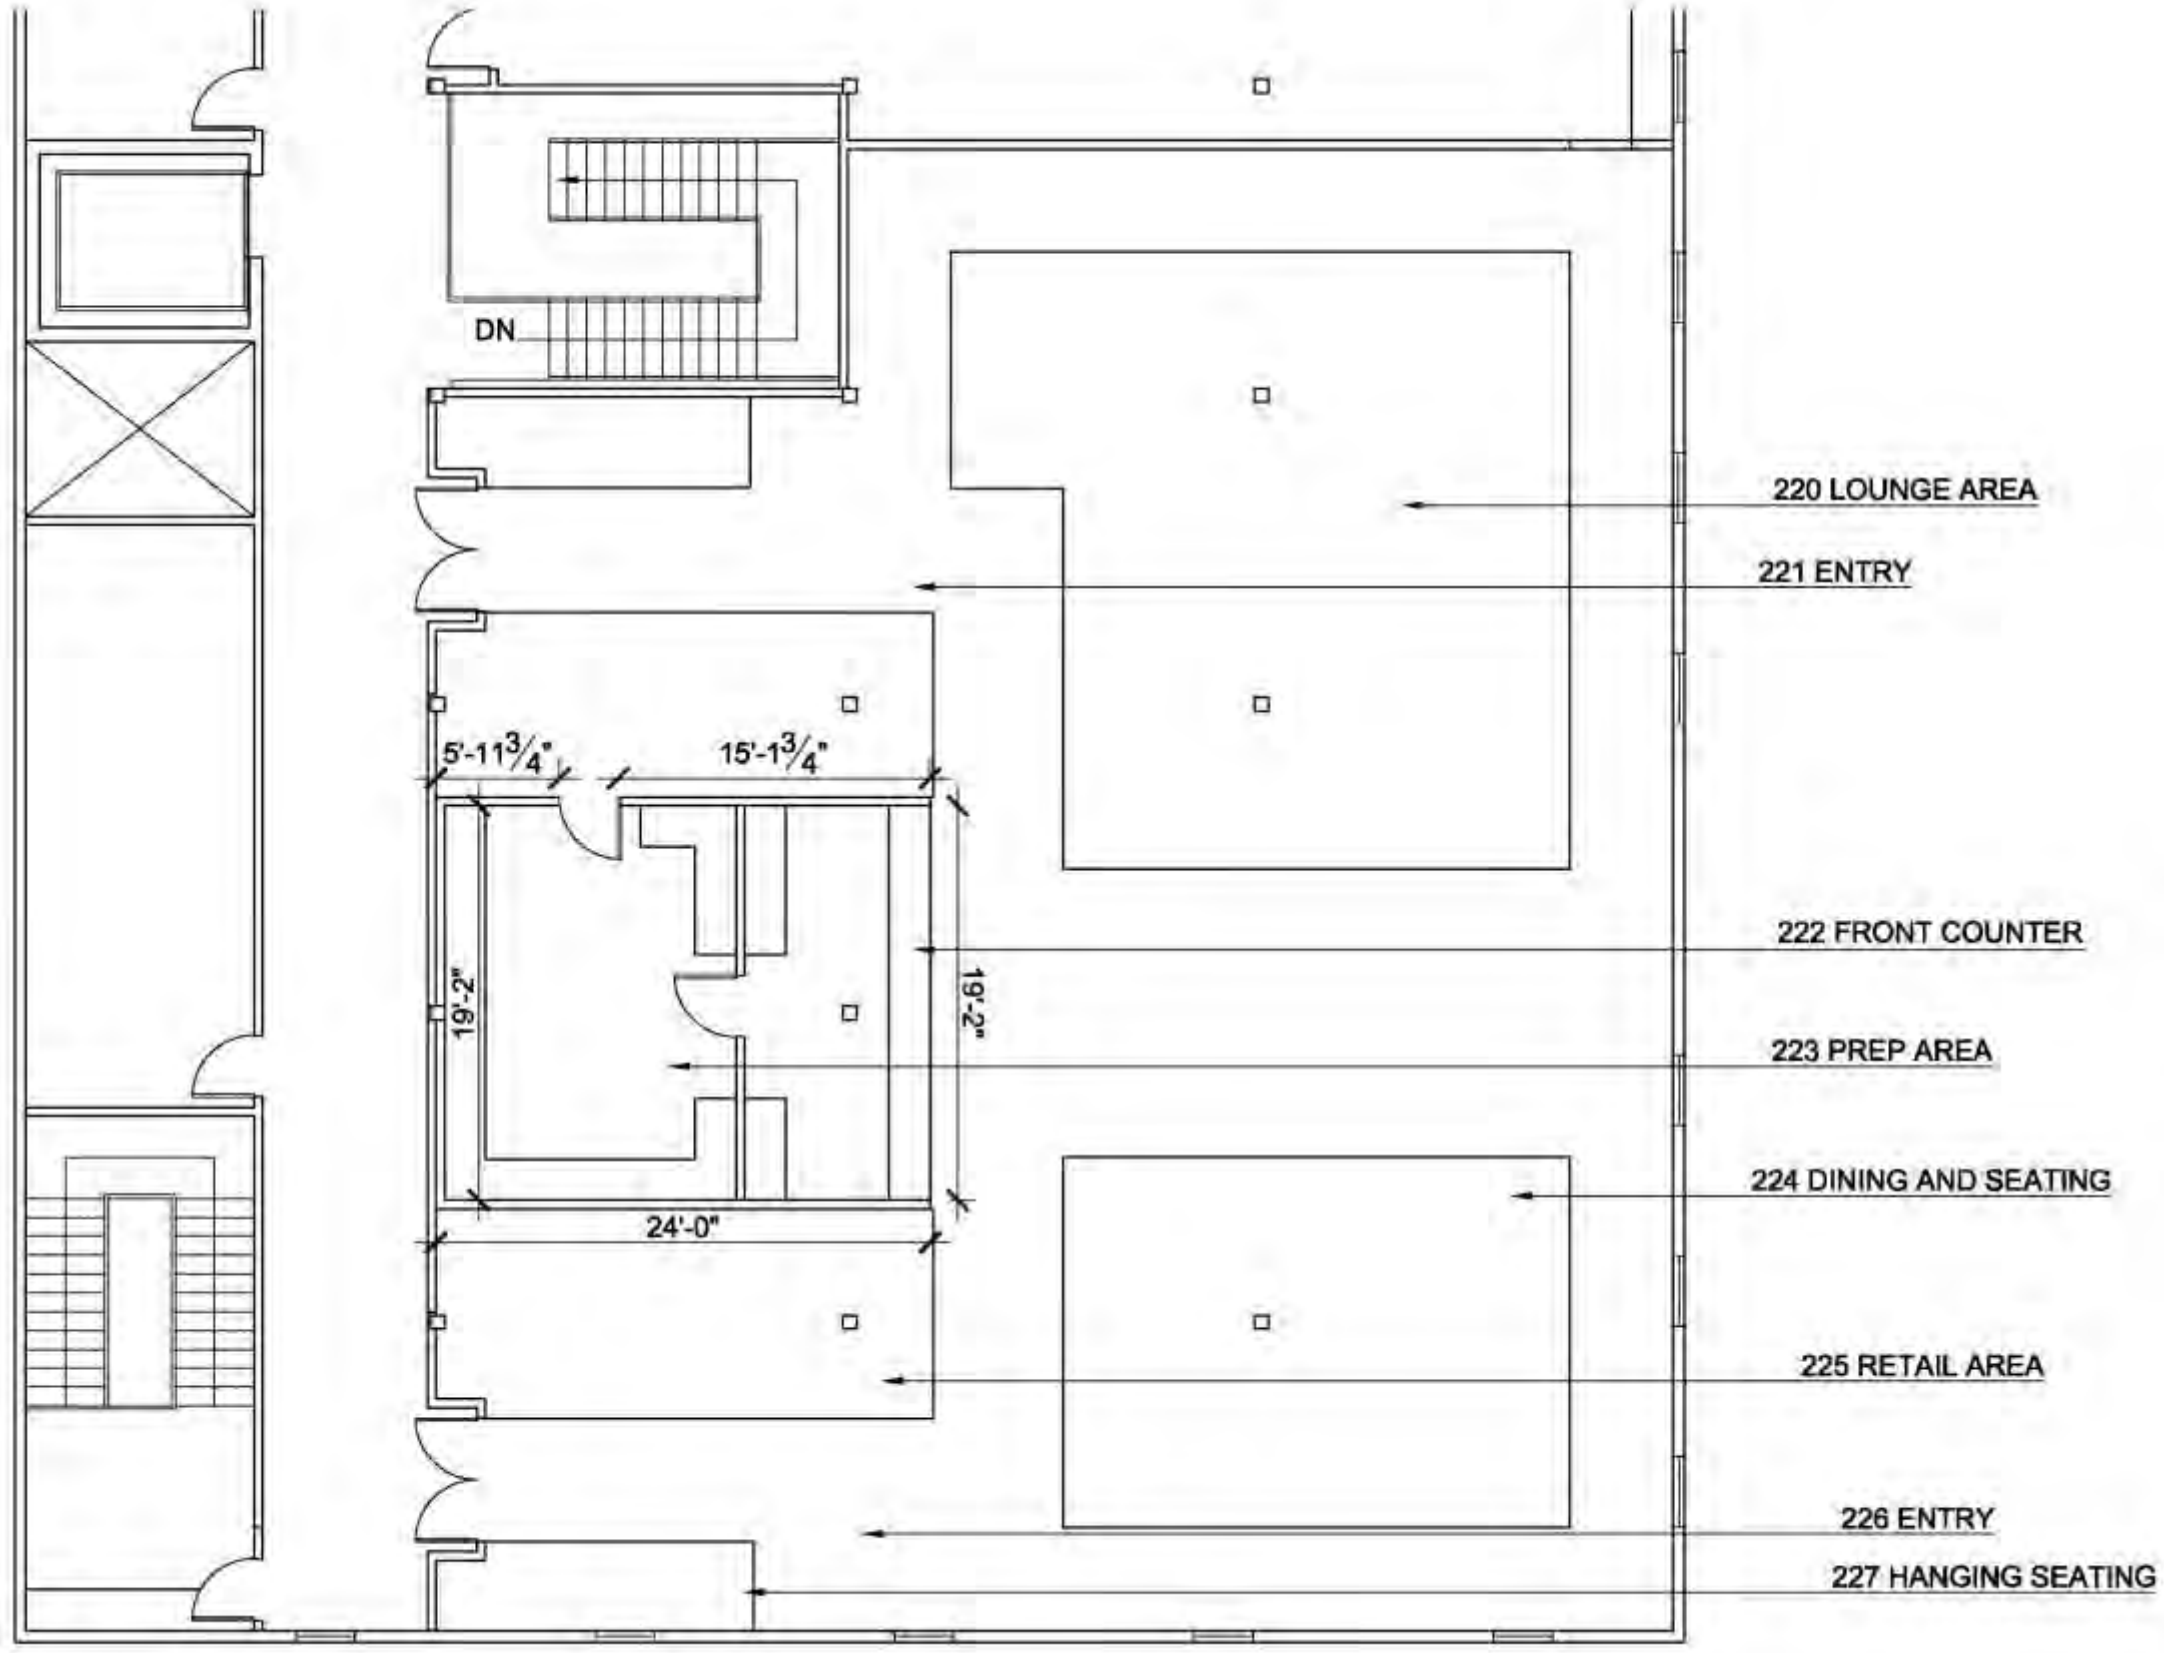 DN
220 LOUNGE AREA
221 ENTRY
5'-11 3/4"
15'-1 3/4"
222 FRONT COUNTER
19'-2"
19'-2"
223 PREP AREA
224 DINING AND SEATING
24'-0"
225 RETAIL AREA
226 ENTRY
227 HANGING SEATING